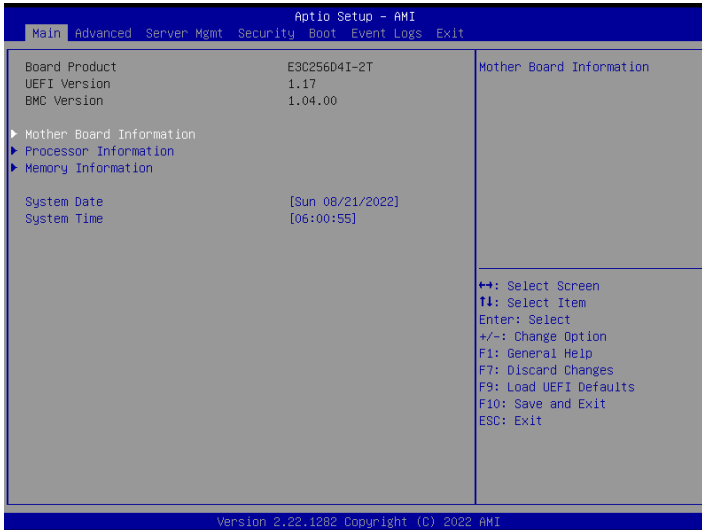 Aptio Setup – AMI
Main Advanced Server Mgmt Security Boot Event Logs Exit
Board Product E3C256D4I-2T
UEFI Version 1.17
BMC Version 1.04.00
Mother Board Information
Processor Information
Memory Information
System Date [Sun 08/21/2022]
System Time [06:00:55]
Mother Board Information
↔: Select Screen
↑↓: Select Item
Enter: Select
+/-: Change Option
F1: General Help
F7: Discard Changes
F9: Load UEFI Defaults
F10: Save and Exit
ESC: Exit
Version 2.22.1282 Copyright (C) 2022 AMI